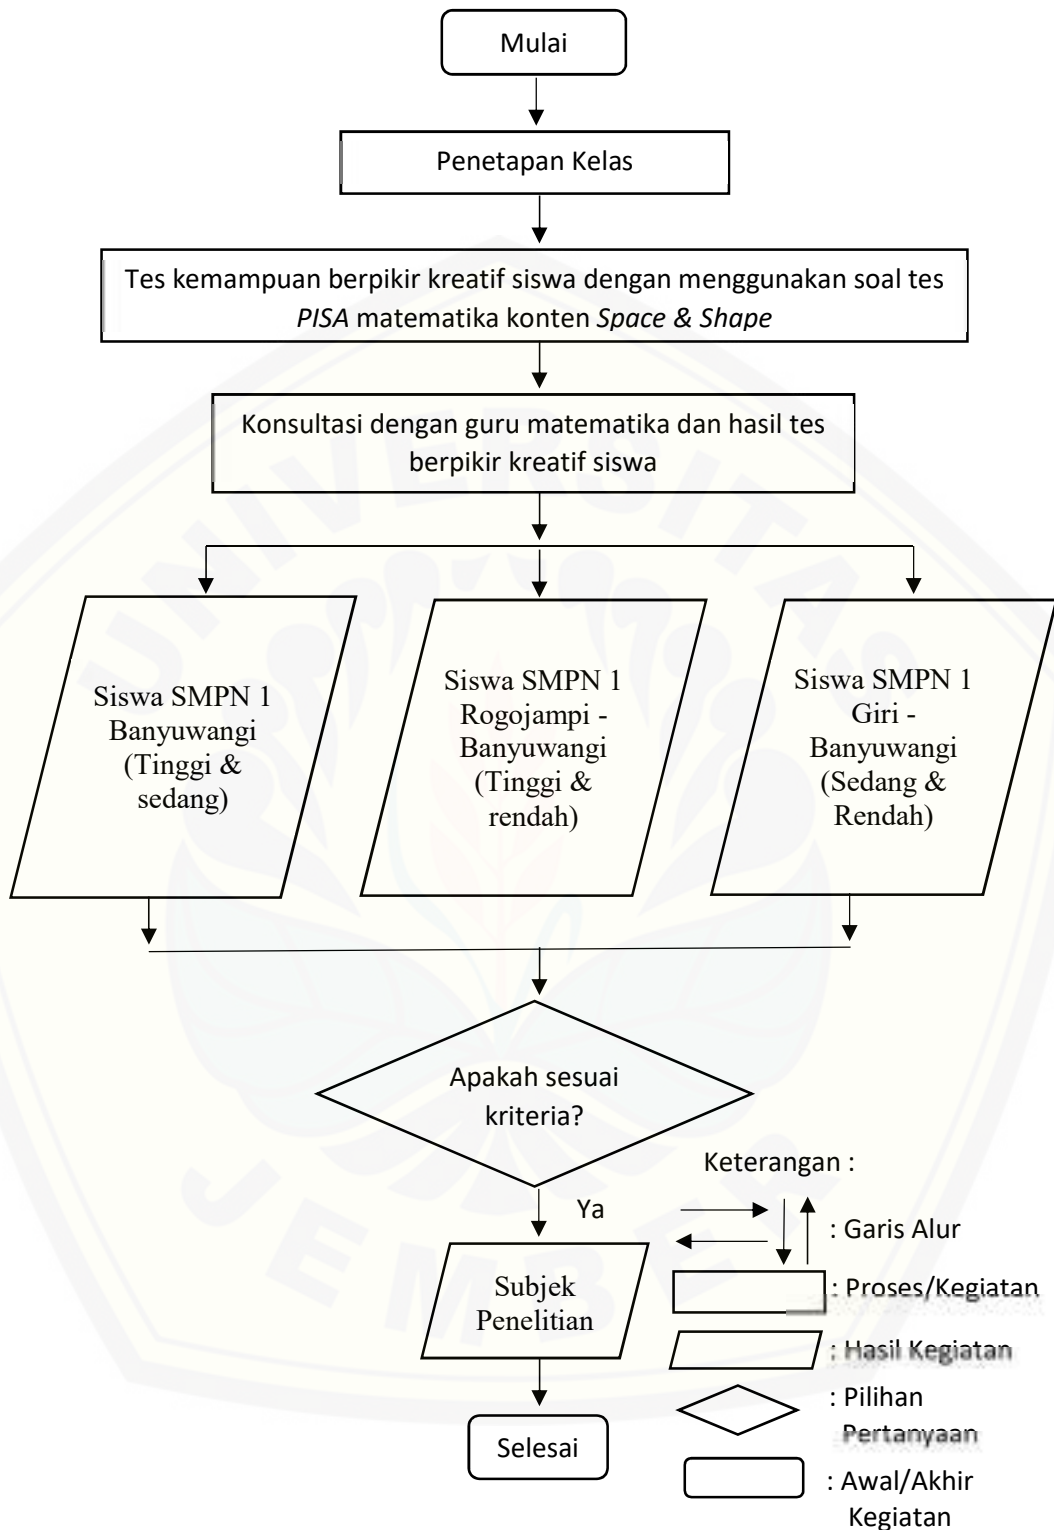 Mulai
Penetapan Kelas
Tes kemampuan berpikir kreatif siswa dengan menggunakan soal tes
PISA matematika konten Space & Shape
Konsultasi dengan guru matematika dan hasil tes
berpikir kreatif siswa
Siswa SMPN 1
Banyuwangi
(Tinggi &
sedang)
Siswa SMPN 1
Rogojampi -
Banyuwangi
(Tinggi &
rendah)
Siswa SMPN 1
Giri -
Banyuwangi
(Sedang &
Rendah)
Apakah sesuai
kriteria?
Ya
Subjek
Penelitian
Selesai
Keterangan :
: Garis Alur
: Proses/Kegiatan
: Hasil Kegiatan
: Pilihan
Pertanyaan
: Awal/Akhir
Kegiatan
UNIVERSITAS
JEMBER